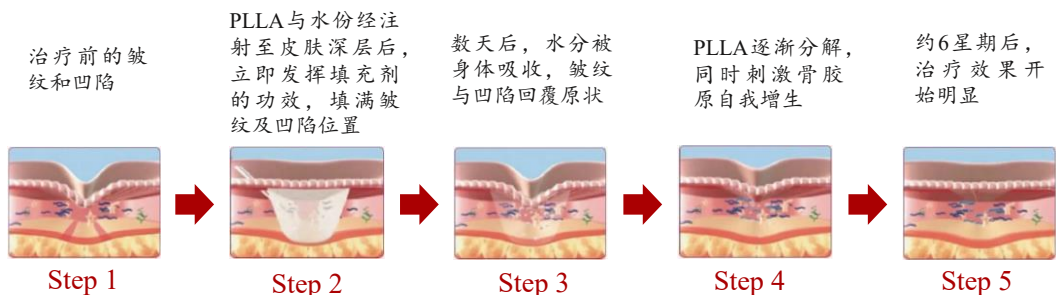 治疗前的皱
纹和凹陷
PLLA与水份经注
射至皮肤深层后，
立即发挥填充剂
的功效，填满皱
纹及凹陷位置
数天后，水分被
身体吸收，皱纹
与凹陷回覆原状
PLLA逐渐分解，
同时刺激骨胶
原自我增生
约6星期后，
治疗效果开
始明显
Step 1
Step 2
Step 3
Step 4
Step 5